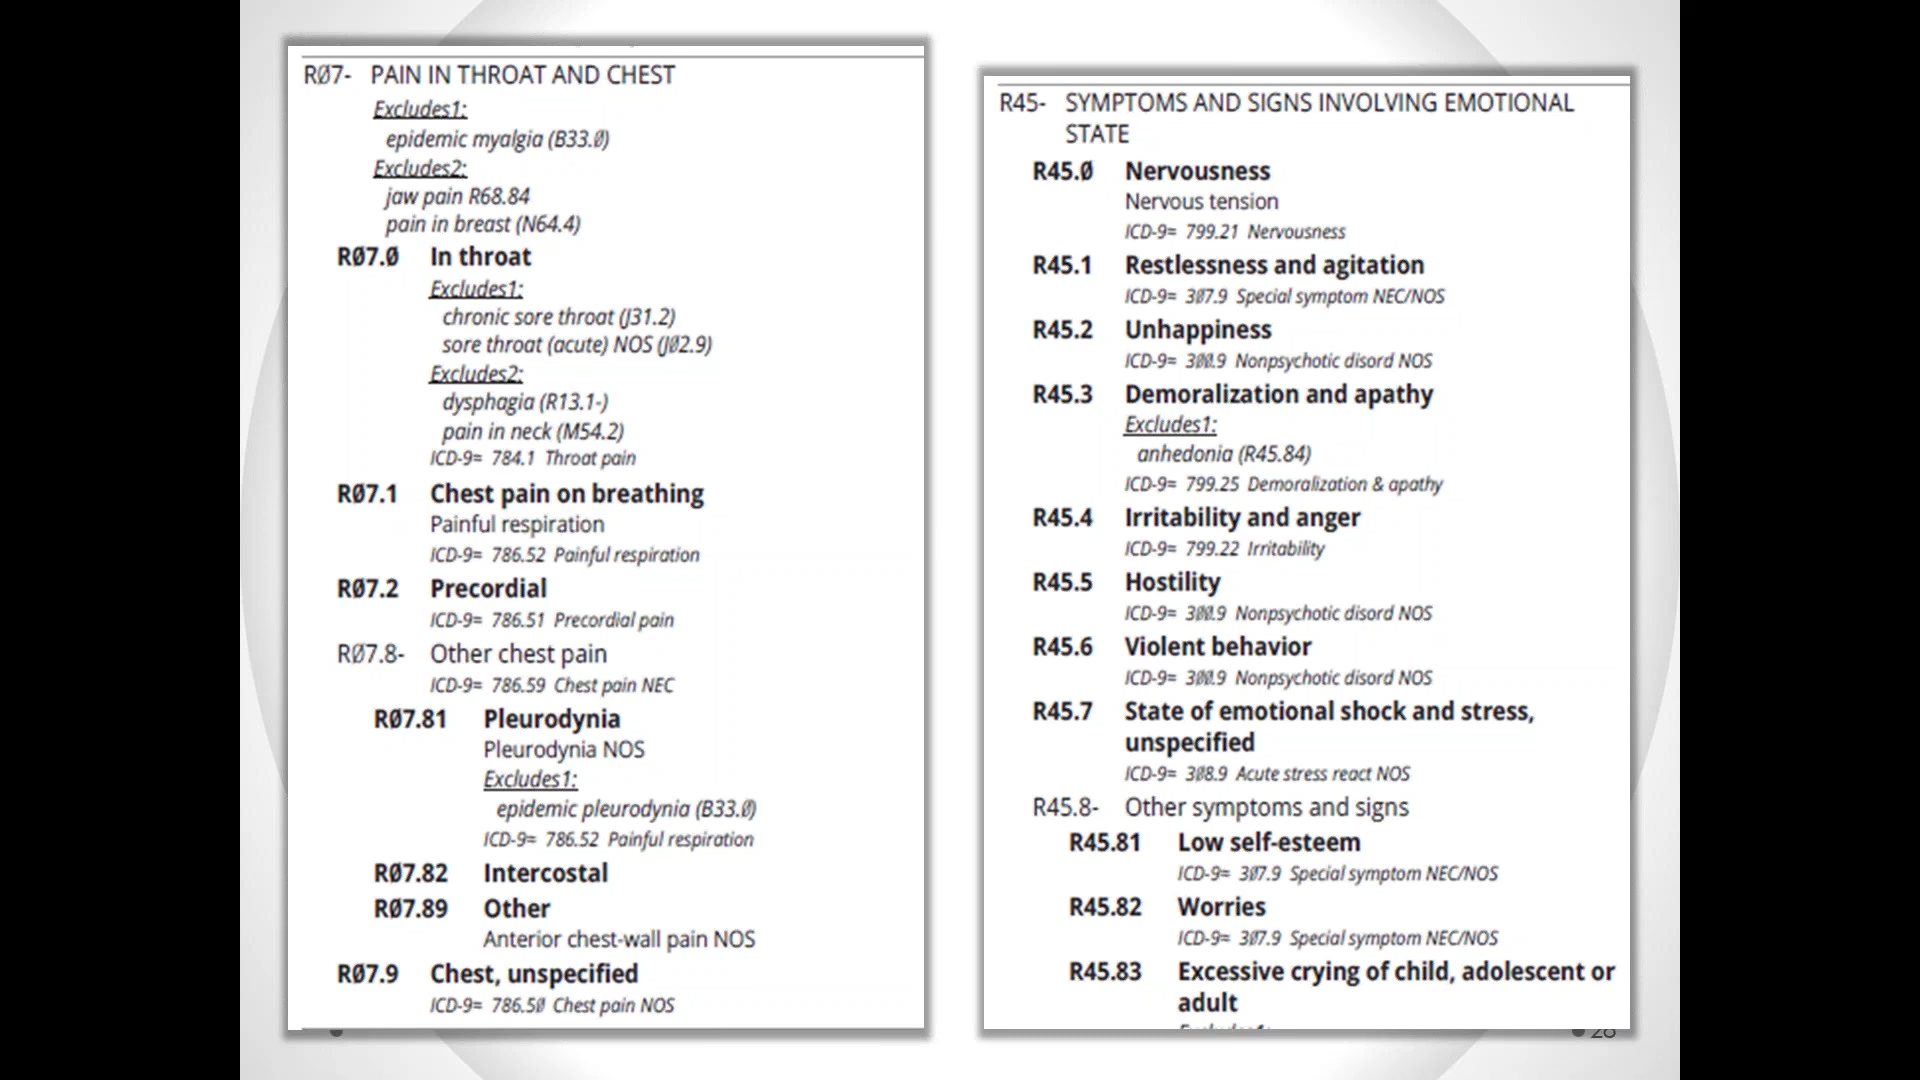 RØ7- PAIN IN THROAT AND CHEST
Excludes1:
epidemic myalgia (B33.Ø)
Excludes2:
jaw pain R68.84
pain in breast (N64.4)
RØ7.Ø In throat
Excludes1:
chronic sore throat (J31.2)
sore throat (acute) NOS (JØ2.9)
Excludes2:
dysphagia (R13.1-)
pain in neck (M54.2)
ICD-9= 784.1 Throat pain
RØ7.1 Chest pain on breathing
Painful respiration
ICD-9= 786.52 Painful respiration
RØ7.2 Precordial
ICD-9= 786.51 Precordial pain
RØ7.8- Other chest pain
ICD-9= 786.59 Chest pain NEC
RØ7.81 Pleurodynia
Pleurodynia NOS
Excludes1:
epidemic pleurodynia (B33.Ø)
ICD-9= 786.52 Painful respiration
RØ7.82 Intercostal
RØ7.89 Other
Anterior chest-wall pain NOS
RØ7.9 Chest, unspecified
ICD-9= 786.5Ø Chest pain NOS
R45- SYMPTOMS AND SIGNS INVOLVING EMOTIONAL
STATE
R45.Ø Nervousness
Nervous tension
ICD-9= 799.21 Nervousness
R45.1 Restlessness and agitation
ICD-9= 3Ø7.9 Special symptom NEC/NOS
R45.2 Unhappiness
ICD-9= 3ØØ.9 Nonpsychotic disord NOS
R45.3 Demoralization and apathy
Excludes1:
anhedonia (R45.84)
ICD-9= 799.25 Demoralization & apathy
R45.4 Irritability and anger
ICD-9= 799.22 Irritability
R45.5 Hostility
ICD-9= 3ØØ.9 Nonpsychotic disord NOS
R45.6 Violent behavior
ICD-9= 3ØØ.9 Nonpsychotic disord NOS
R45.7 State of emotional shock and stress,
unspecified
ICD-9= 3Ø8.9 Acute stress react NOS
R45.8- Other symptoms and signs
R45.81 Low self-esteem
ICD-9= 3Ø7.9 Special symptom NEC/NOS
R45.82 Worries
ICD-9= 3Ø7.9 Special symptom NEC/NOS
R45.83 Excessive crying of child, adolescent or
adult